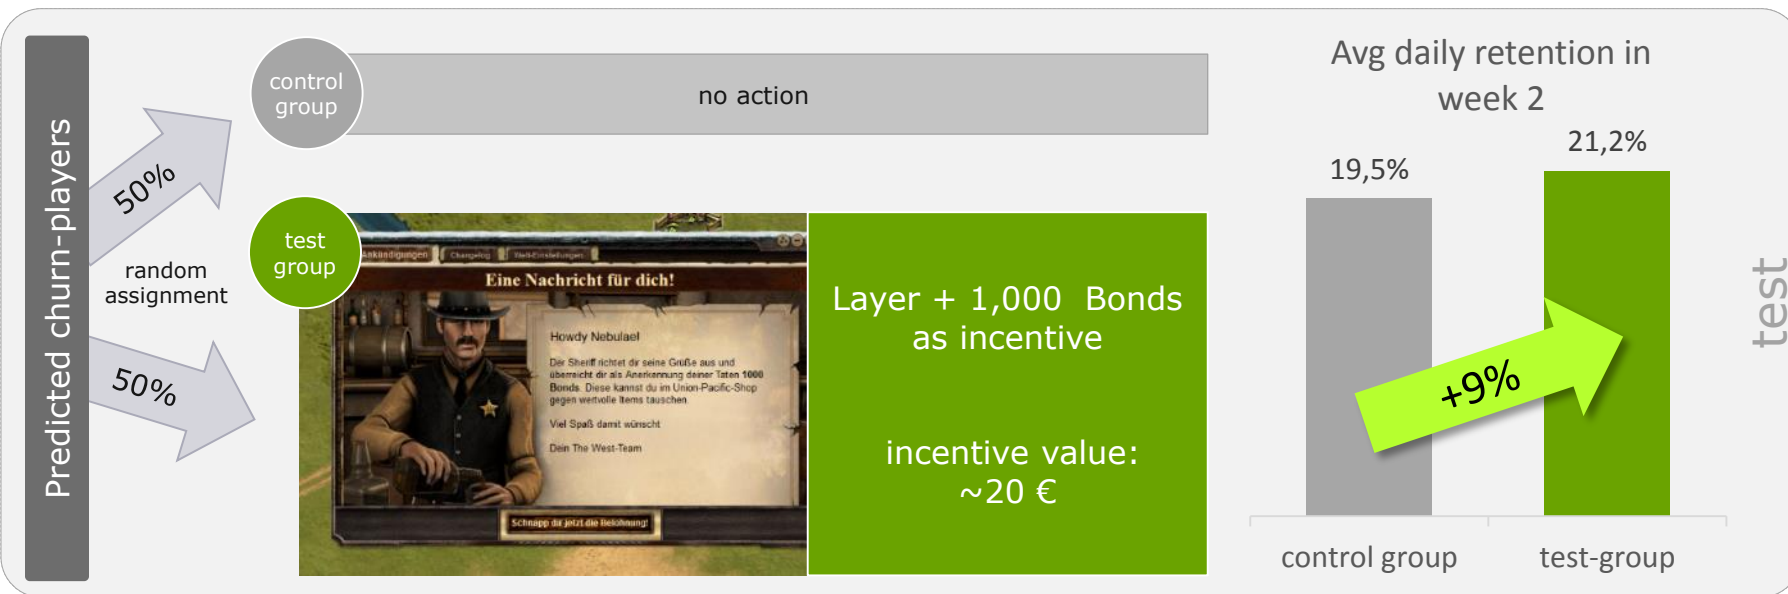 Predicted churn-players
50%
random
assignment
50%
control
group
no action
test
group
Ankündigungen
Changelog
Welt-Einstellungen
Eine Nachricht für dich!
Howdy Nebulael
Der Sheriff richtet dir seine Grüße aus und
überreicht dir als Anerkennung deiner Taten 1000
Bonds. Diese kannst du im Union-Pacific-Shop
gegen wertvolle Items tauschen.
Viel Spaß damit wünscht
Dein The West-Team
Schnapp dir jetzt die Belohnung!
Layer + 1,000 Bonds
as incentive
incentive value:
~20 €
Avg daily retention in
week 2
19,5%
21,2%
+9%
control group
test-group
test